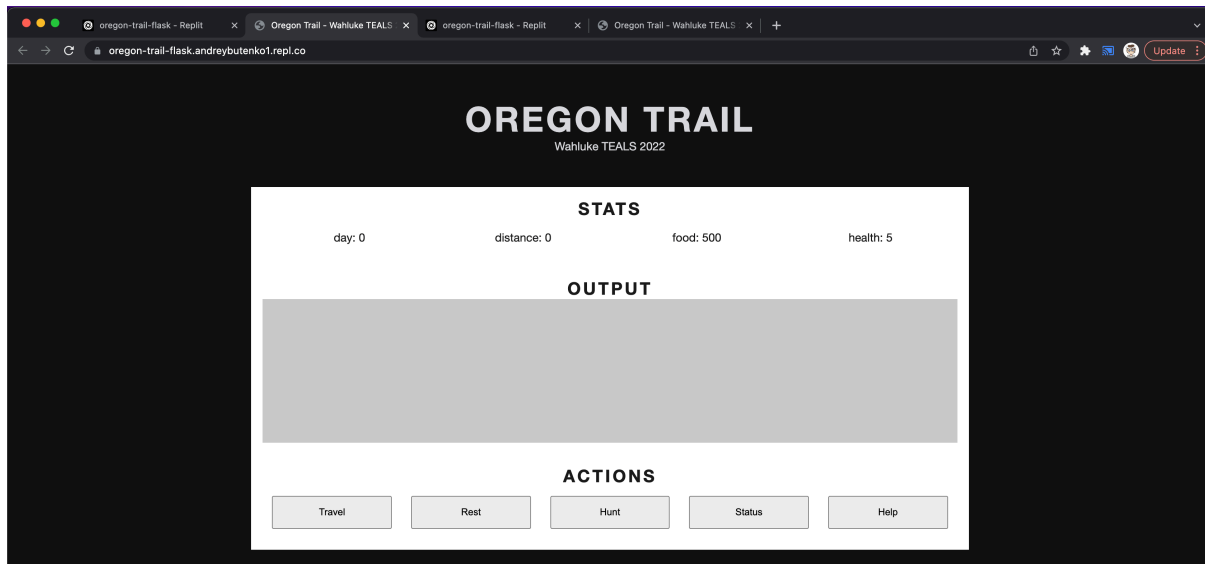 oregon-trail-flask - Replit Oregon Trail - Wahluke TEALS oregon-trail-flask - Replit Oregon Trail - Wahluke TEALS
oregon-trail-flask.andreybutenko1.repl.co Update
OREGON TRAIL
Wahluke TEALS 2022
STATS
day: 0 distance: 0 food: 500 health: 5
OUTPUT
ACTIONS
Travel Rest Hunt Status Help